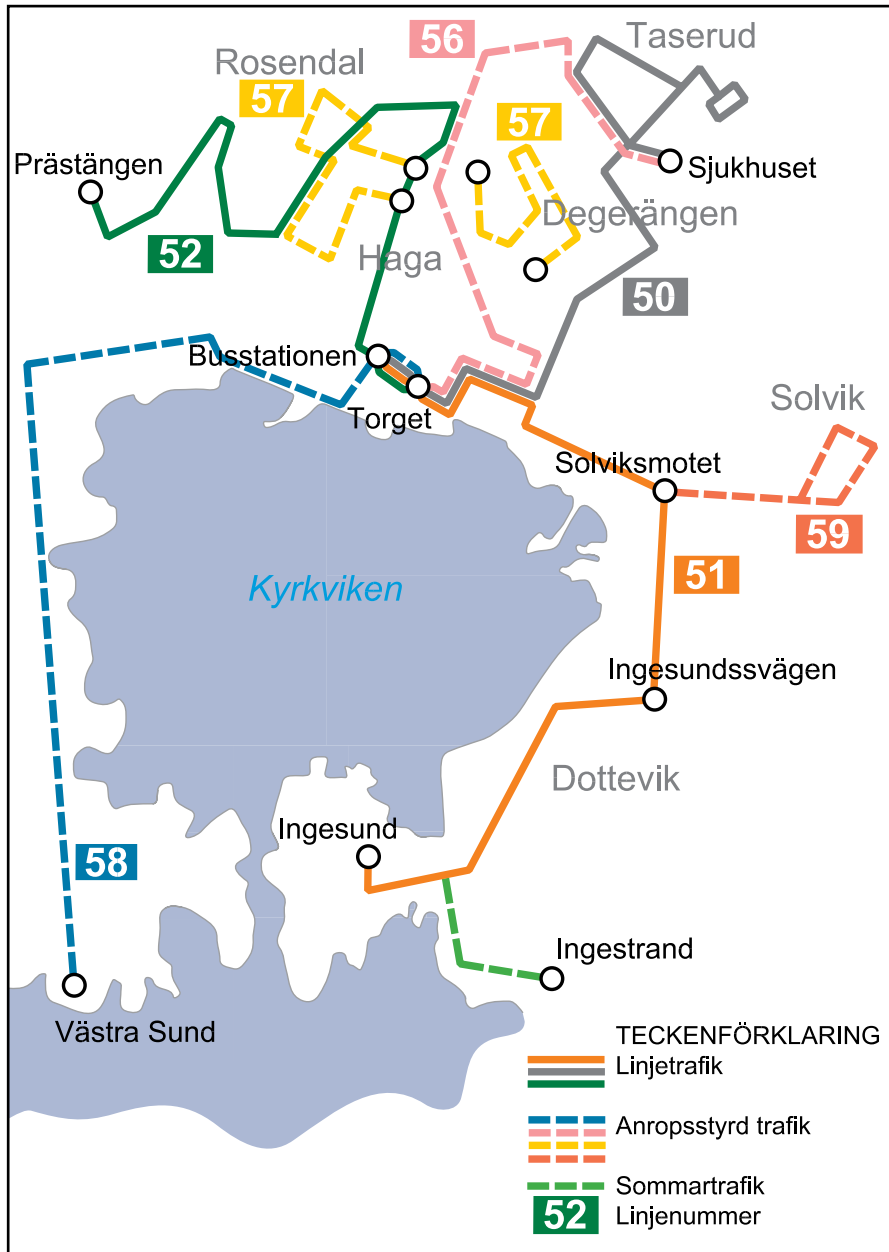 56
Taserud
Rosendal
57
57
Prästängen
Sjukhuset
Degerängen
52
Haga
50
Busstationen
Torget
Solvik
Solviksmotet
59
51
Kyrkviken
Ingesundssvägen
Dottevik
Ingesund
58
Ingestrand
Västra Sund
TECKENFÖRKLARING
Linjetrafik
Anropsstyrd trafik
Sommartrafik
52 Linjenummer